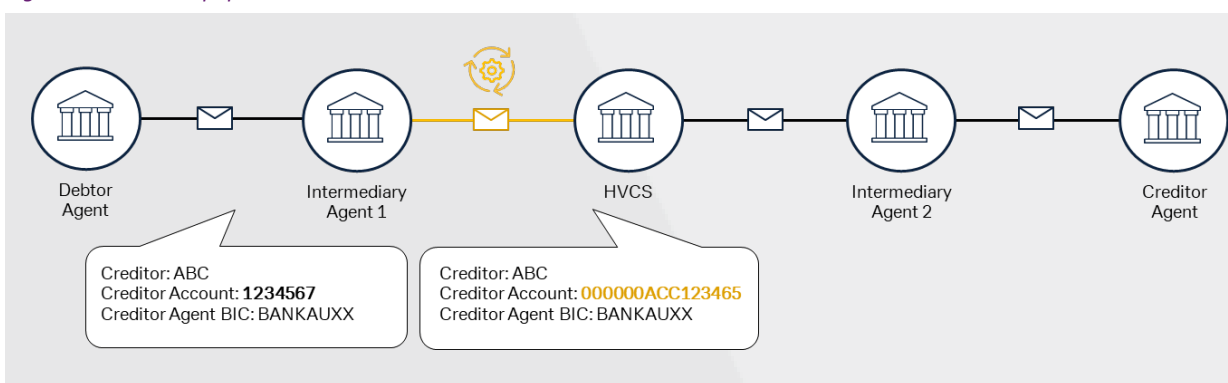 Debtor
Agent
Intermediary
Agent 1
HVCS
Intermediary
Agent 2
Creditor
Agent
Creditor: ABC
Creditor Account: 1234567
Creditor Agent BIC: BANKAUXX
Creditor: ABC
Creditor Account: 000000ACC123465
Creditor Agent BIC: BANKAUXX